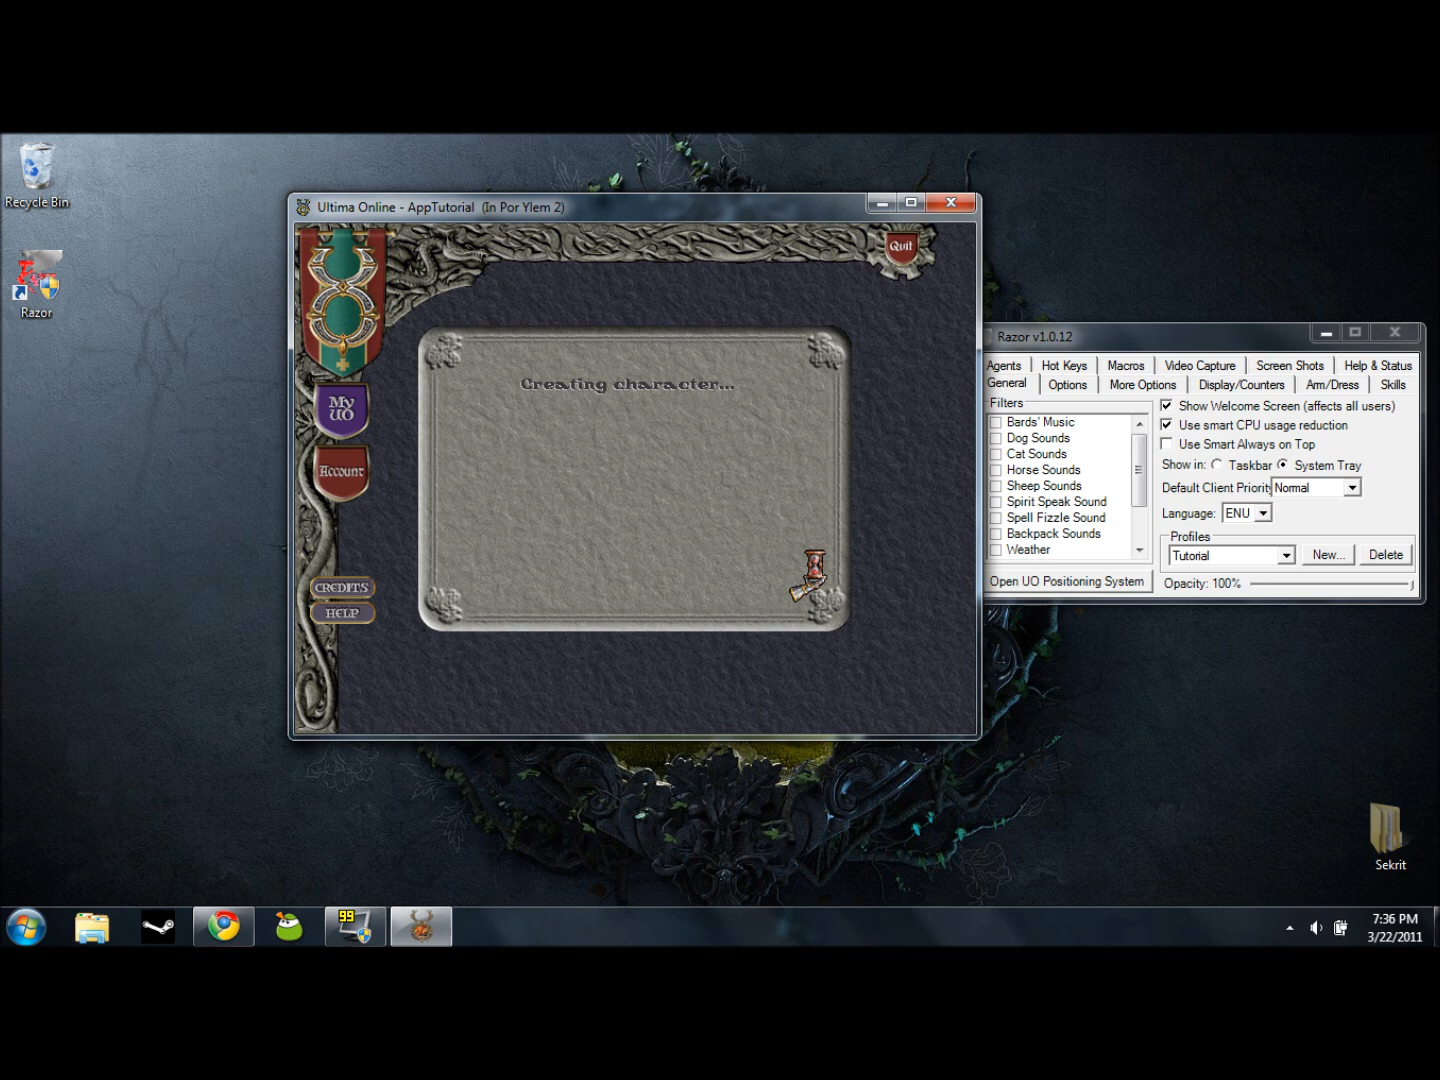 Recycle Bin
Razor
Ultima Online - AppTutorial (In Por Ylem 2)
Quit
My
UO
Account
CREDITS
HELP
Creating character...
Razor v1.0.12
Agents Hot Keys Macros Video Capture Screen Shots Help & Status
General Options More Options Display/Counters Arm/Dress Skills
Filters
Bards' Music
Dog Sounds
Cat Sounds
Horse Sounds
Sheep Sounds
Spirit Speak Sound
Spell Fizzle Sound
Backpack Sounds
Weather
Open UO Positioning System
Show Welcome Screen (affects all users)
Use smart CPU usage reduction
Use Smart Always on Top
Show in: Taskbar System Tray
Default Client Priorit Normal
Language: ENU
Profiles
Tutorial New... Delete
Opacity: 100%
Sekrit
99
7:36 PM
3/22/2011